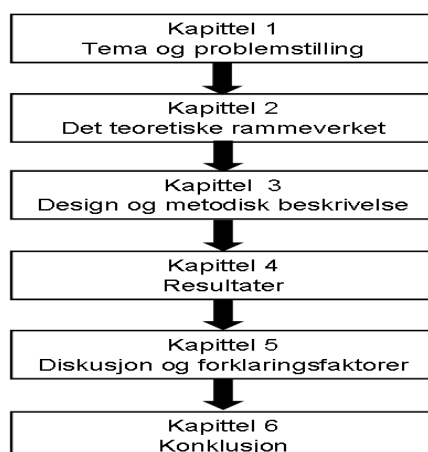 Kapittel 1
Tema og problemstilling
Kapittel 2
Det teoretiske rammeverket
Kapittel 3
Design og metodisk beskrivelse
Kapittel 4
Resultater
Kapittel 5
Diskusjon og forklaringsfaktorer
Kapittel 6
Konklusjon